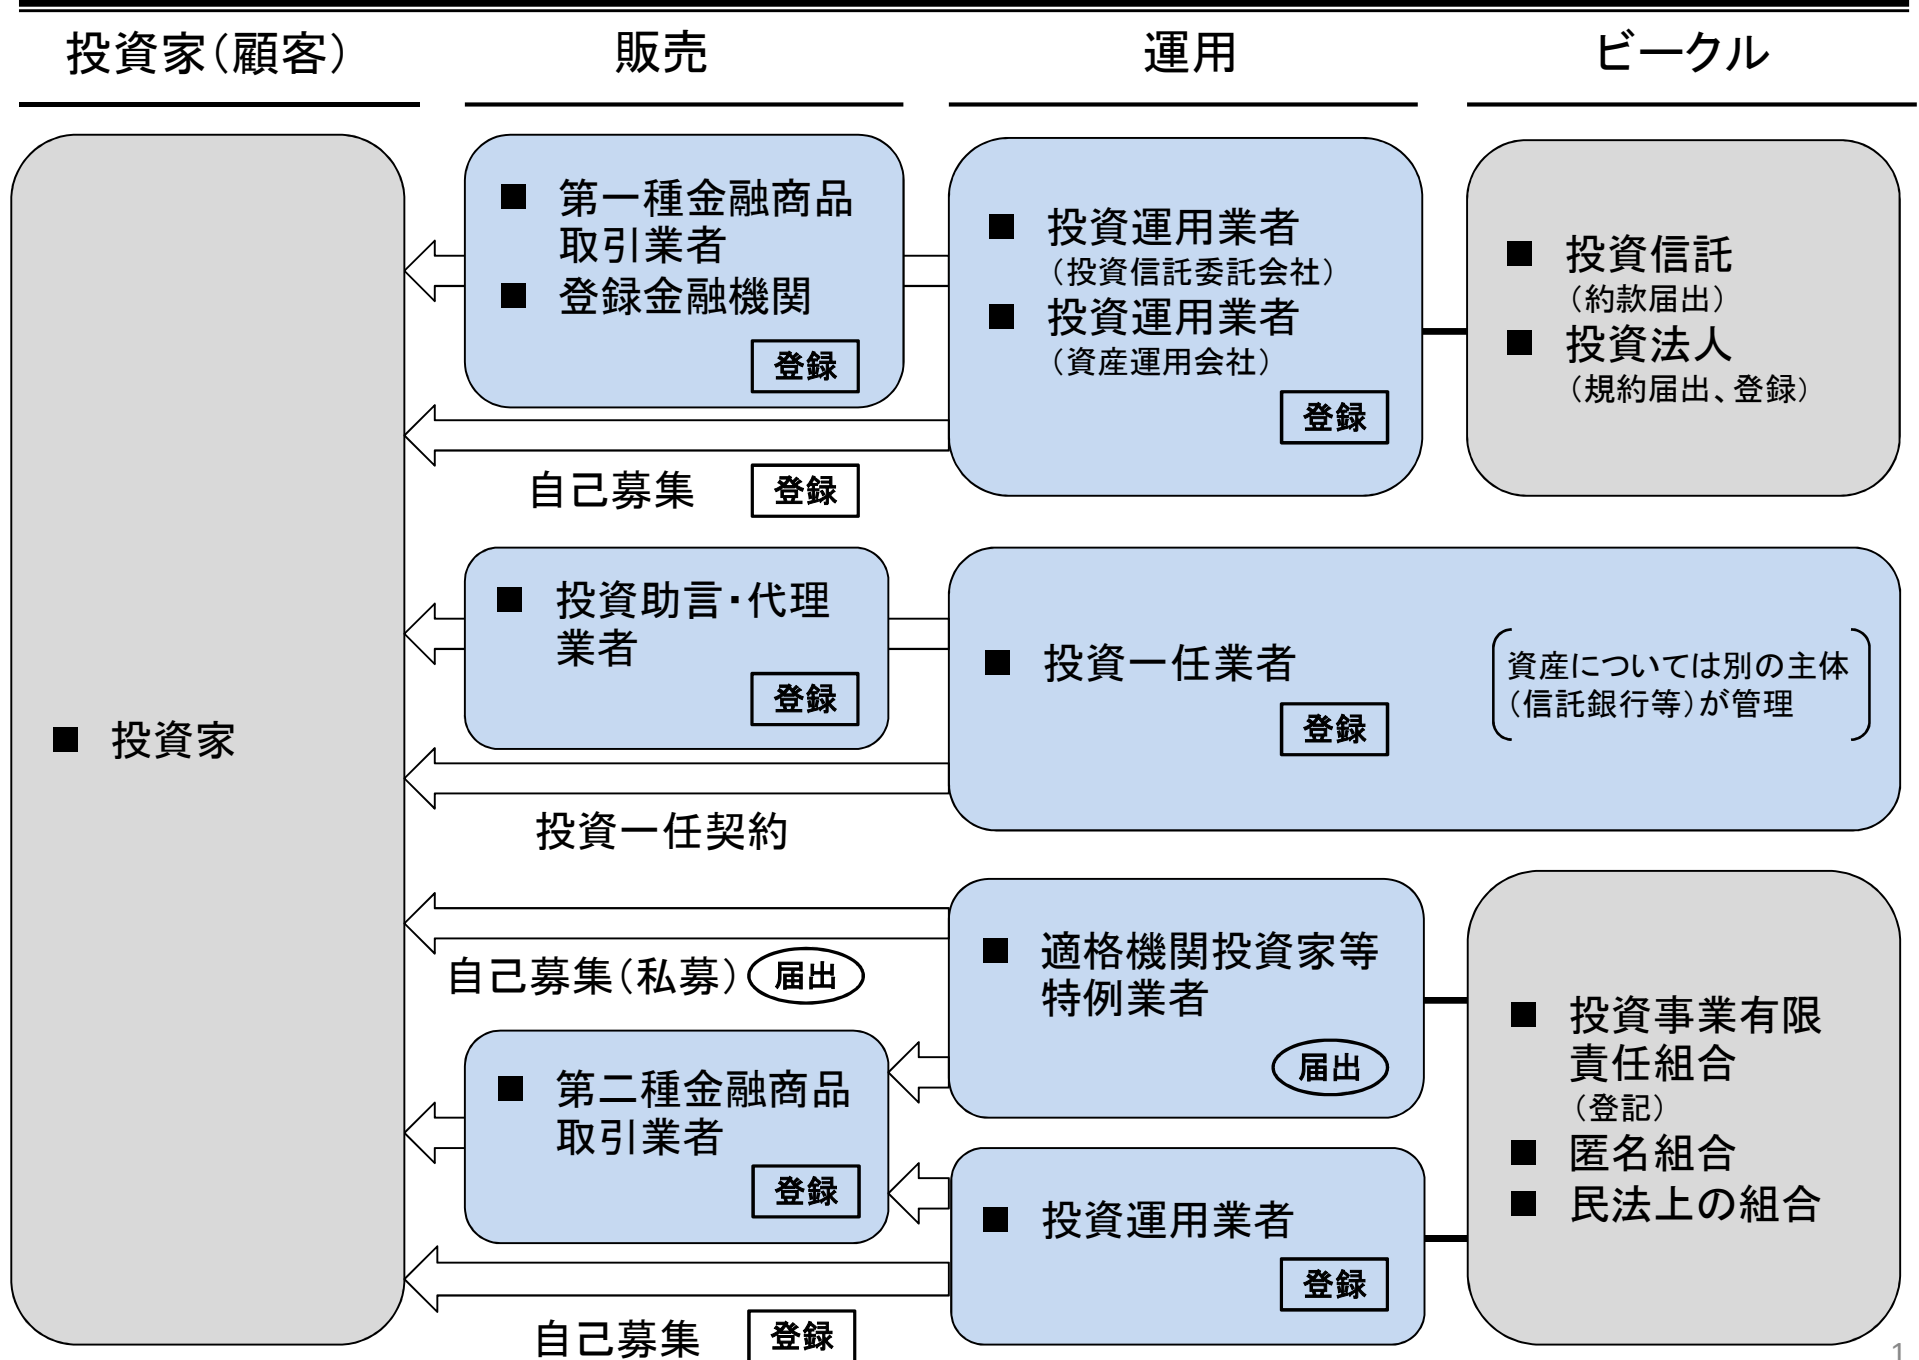 投資家（顧客）
販売
運用
ビークル
■ 投資家
■ 第一種金融商品
取引業者
■ 登録金融機関
登録
■ 投資運用業者
（投資信託委託会社）
■ 投資運用業者
（資産運用会社）
登録
■ 投資信託
（約款届出）
■ 投資法人
（規約届出、登録）
自己募集
登録
■ 投資助言・代理
業者
登録
■ 投資一任業者
登録
資産については別の主体
（信託銀行等）が管理
投資一任契約
自己募集（私募）
届出
■ 適格機関投資家等
特例業者
届出
■ 第二種金融商品
取引業者
登録
■ 投資運用業者
登録
■ 投資事業有限
責任組合
（登記）
■ 匿名組合
■ 民法上の組合
自己募集
登録
1